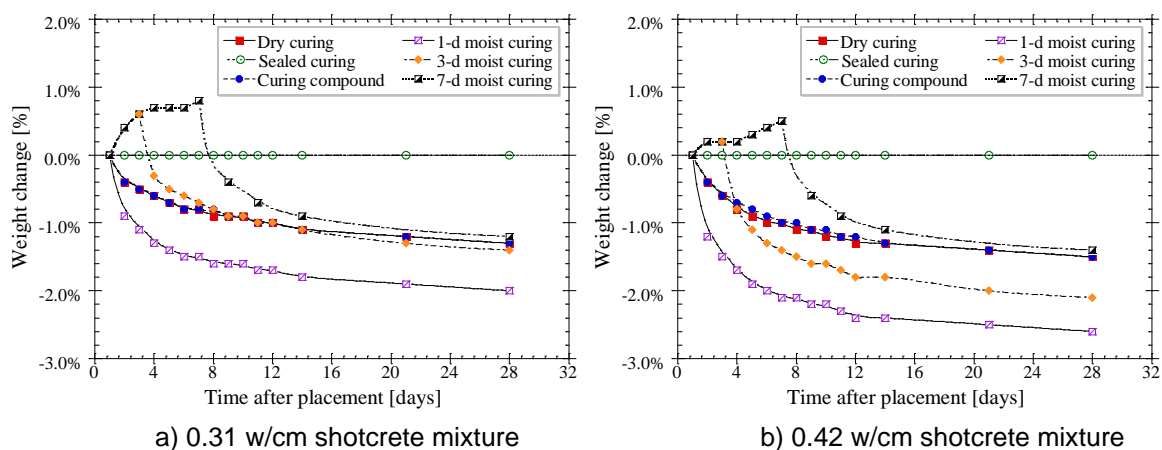 2.0%
1.0%
0.0%
-1.0%
-2.0%
-3.0%
Weight change [%]
Dry curing
Sealed curing
Curing compound
1-d moist curing
3-d moist curing
7-d moist curing
0 4 8 12 16 20 24 28 32
Time after placement [days]
a) 0.31 w/cm shotcrete mixture
2.0%
1.0%
0.0%
-1.0%
-2.0%
-3.0%
Weight change [%]
Dry curing
Sealed curing
Curing compound
1-d moist curing
3-d moist curing
7-d moist curing
0 4 8 12 16 20 24 28 32
Time after placement [days]
b) 0.42 w/cm shotcrete mixture